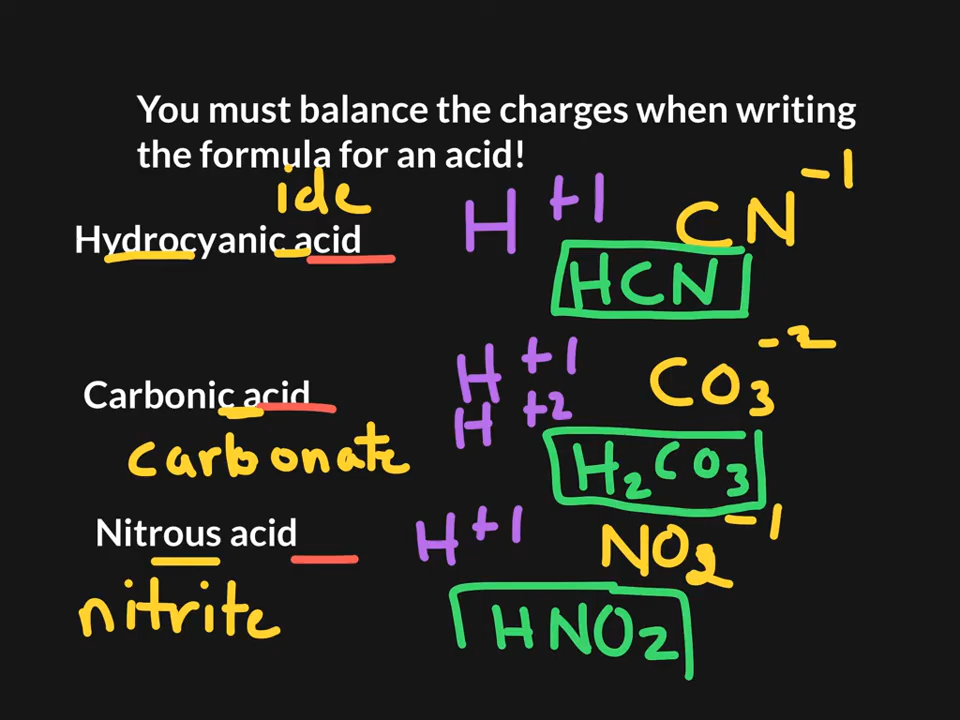 You must balance the charges when writing
the formula for an acid!
ide
Hydrocyanic acid H +1 CN -1
HCN
Carbonic acid H +1 CO3 -2
H +2
carbonate H2CO3
Nitrous acid H +1 NO2 -1
nitrite HNO2